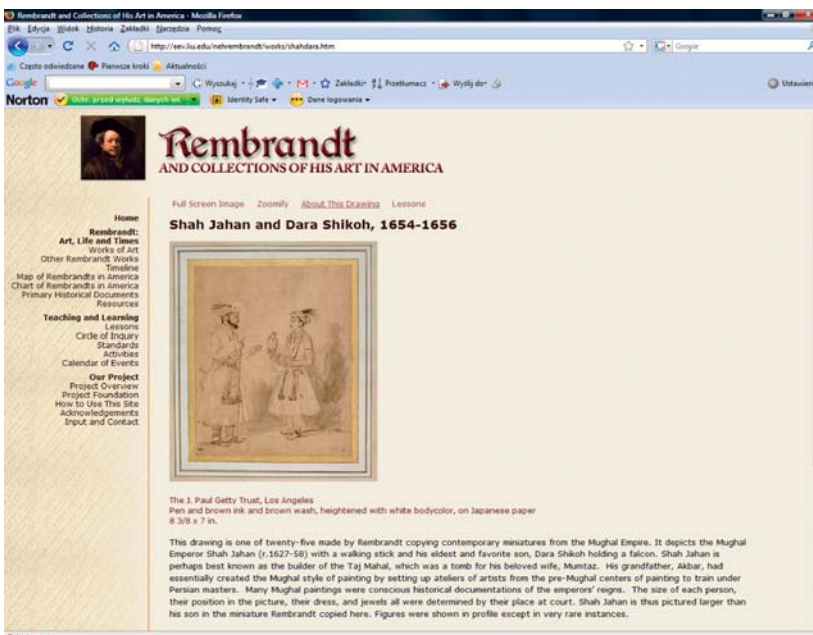 Rembrandt and Collections of His Art in America - Mozilla Firefox
Plik Edycja Widok Historia Zakładki Narzędzia Pomoc
http://eev.liu.edu/nehrembrandt/works/shahdara.htm
Google
Często odwiedzane Pierwsze kroki Aktualności
Google Wyszukaj Zakładki Przetłumacz Wyślij do
Norton Ochr. przed wyłudz. danych wł. Identity Safe Dane logowania
Rembrandt
AND COLLECTIONS OF HIS ART IN AMERICA
Full Screen Image Zoomify About This Drawing Lessons
Shah Jahan and Dara Shikoh, 1654-1656
Home
Rembrandt:
Art, Life and Times
Works of Art
Other Rembrandt Works
Timeline
Map of Rembrandts in America
Chart of Rembrandts in America
Primary Historical Documents
Resources
Teaching and Learning
Lessons
Circle of Inquiry
Standards
Activities
Calendar of Events
Our Project
Project Overview
Project Foundation
How to Use This Site
Acknowledgements
Input and Contact
The J. Paul Getty Trust, Los Angeles
Pen and brown ink and brown wash, heightened with white bodycolor, on Japanese paper
8 3/8 x 7 in.
This drawing is one of twenty-five made by Rembrandt copying contemporary miniatures from the Mughal Empire. It depicts the Mughal
Emperor Shah Jahan (r.1627-58) with a walking stick and his eldest and favorite son, Dara Shikoh holding a falcon. Shah Jahan is
perhaps best known as the builder of the Taj Mahal, which was a tomb for his beloved wife, Mumtaz. His grandfather, Akbar, had
essentially created the Mughal style of painting by setting up ateliers of artists from the pre-Mughal centers of painting to train under
Persian masters. Many Mughal paintings were conscious historical documentations of the emperors' reigns. The size of each person,
their position in the picture, their dress, and jewels all were determined by their place at court. Shah Jahan is thus pictured larger than
his son in the miniature Rembrandt copied here. Figures were shown in profile except in very rare instances.